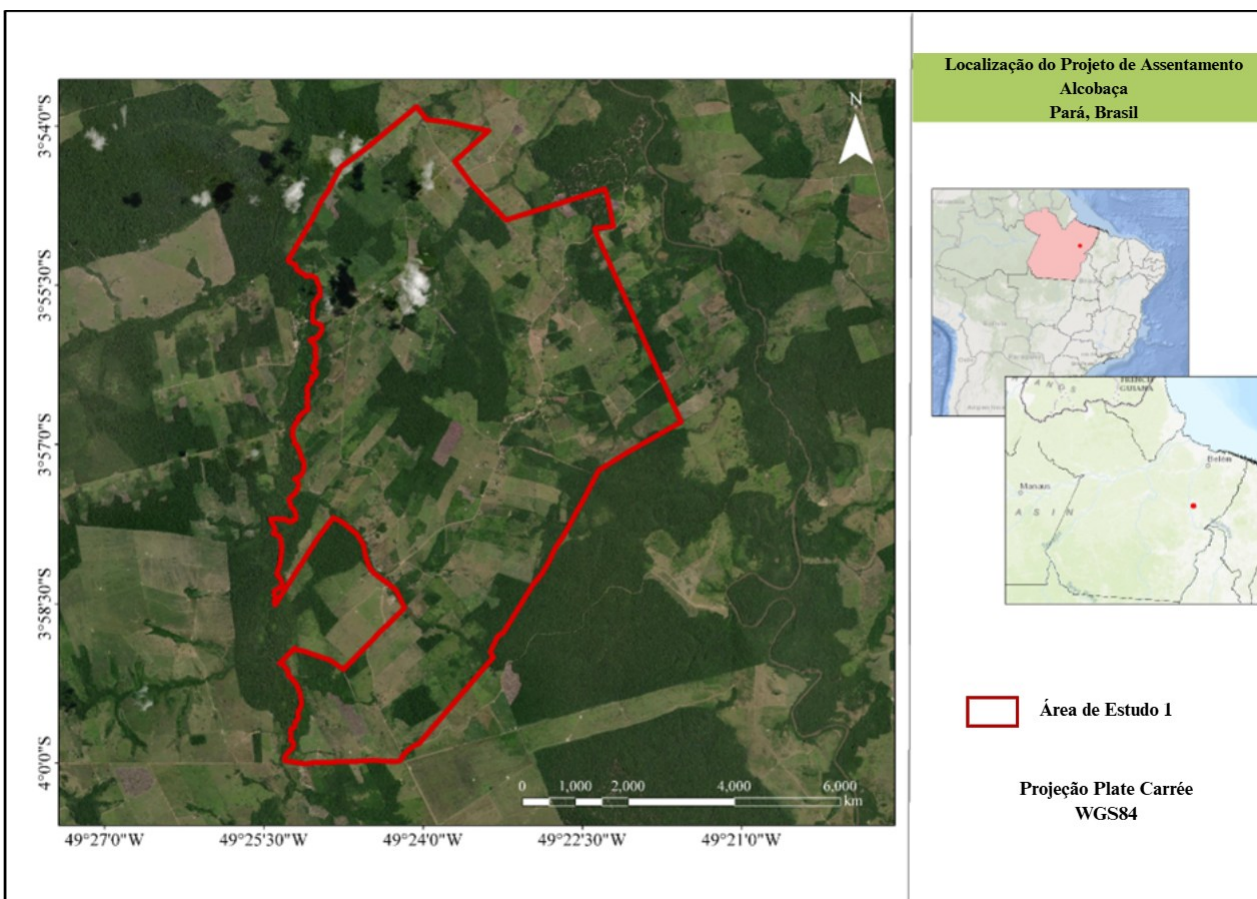 Localização do Projeto de Assentamento
Alcobaça
Pará, Brasil
N
3°54'0"S
3°55'30"S
3°57'0"S
3°58'30"S
4°0'0"S
0 1,000 2,000 4,000 6,000
km
49°27'0"W 49°25'30"W 49°24'0"W 49°22'30"W 49°21'0"W
FRENCH
GUIANA
Belón
Manaus
A S I N
Área de Estudo 1
Projeção Plate Carrée
WGS84